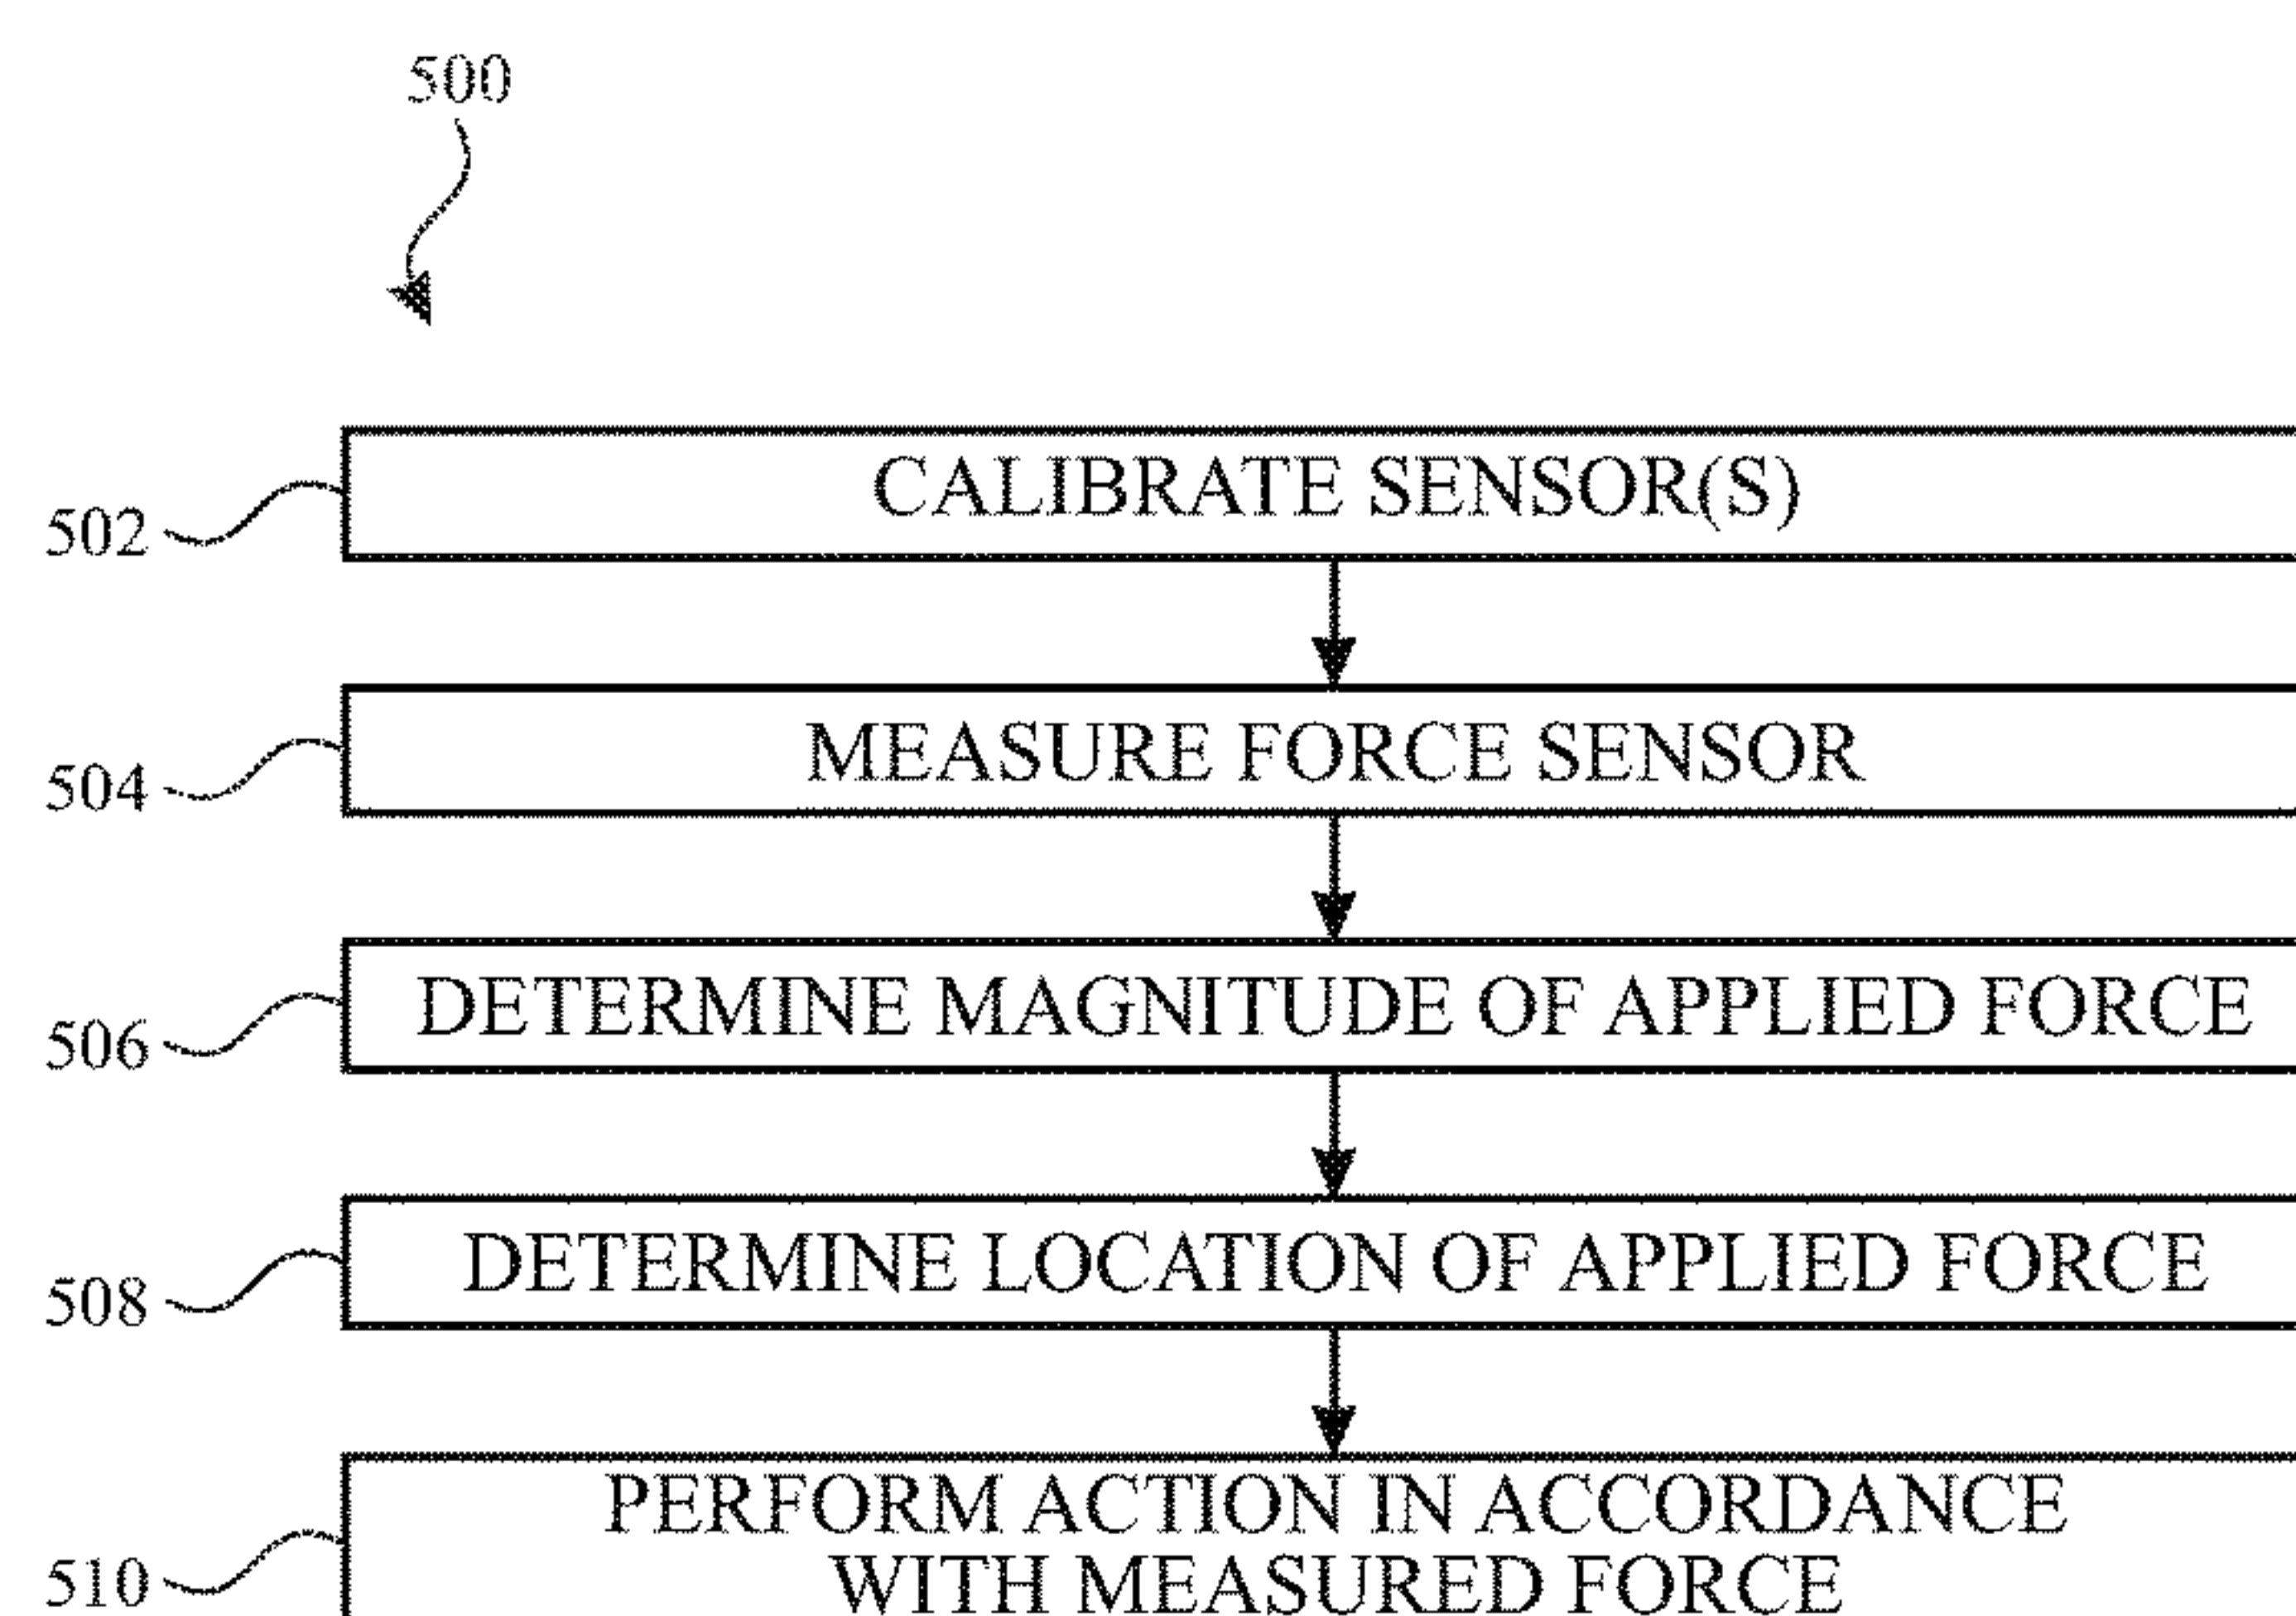 500
502 CALIBRATE SENSOR(S)
504 MEASURE FORCE SENSOR
506 DETERMINE MAGNITUDE OF APPLIED FORCE
508 DETERMINE LOCATION OF APPLIED FORCE
PERFORM ACTION IN ACCORDANCE
510 WITH MEASURED FORCE